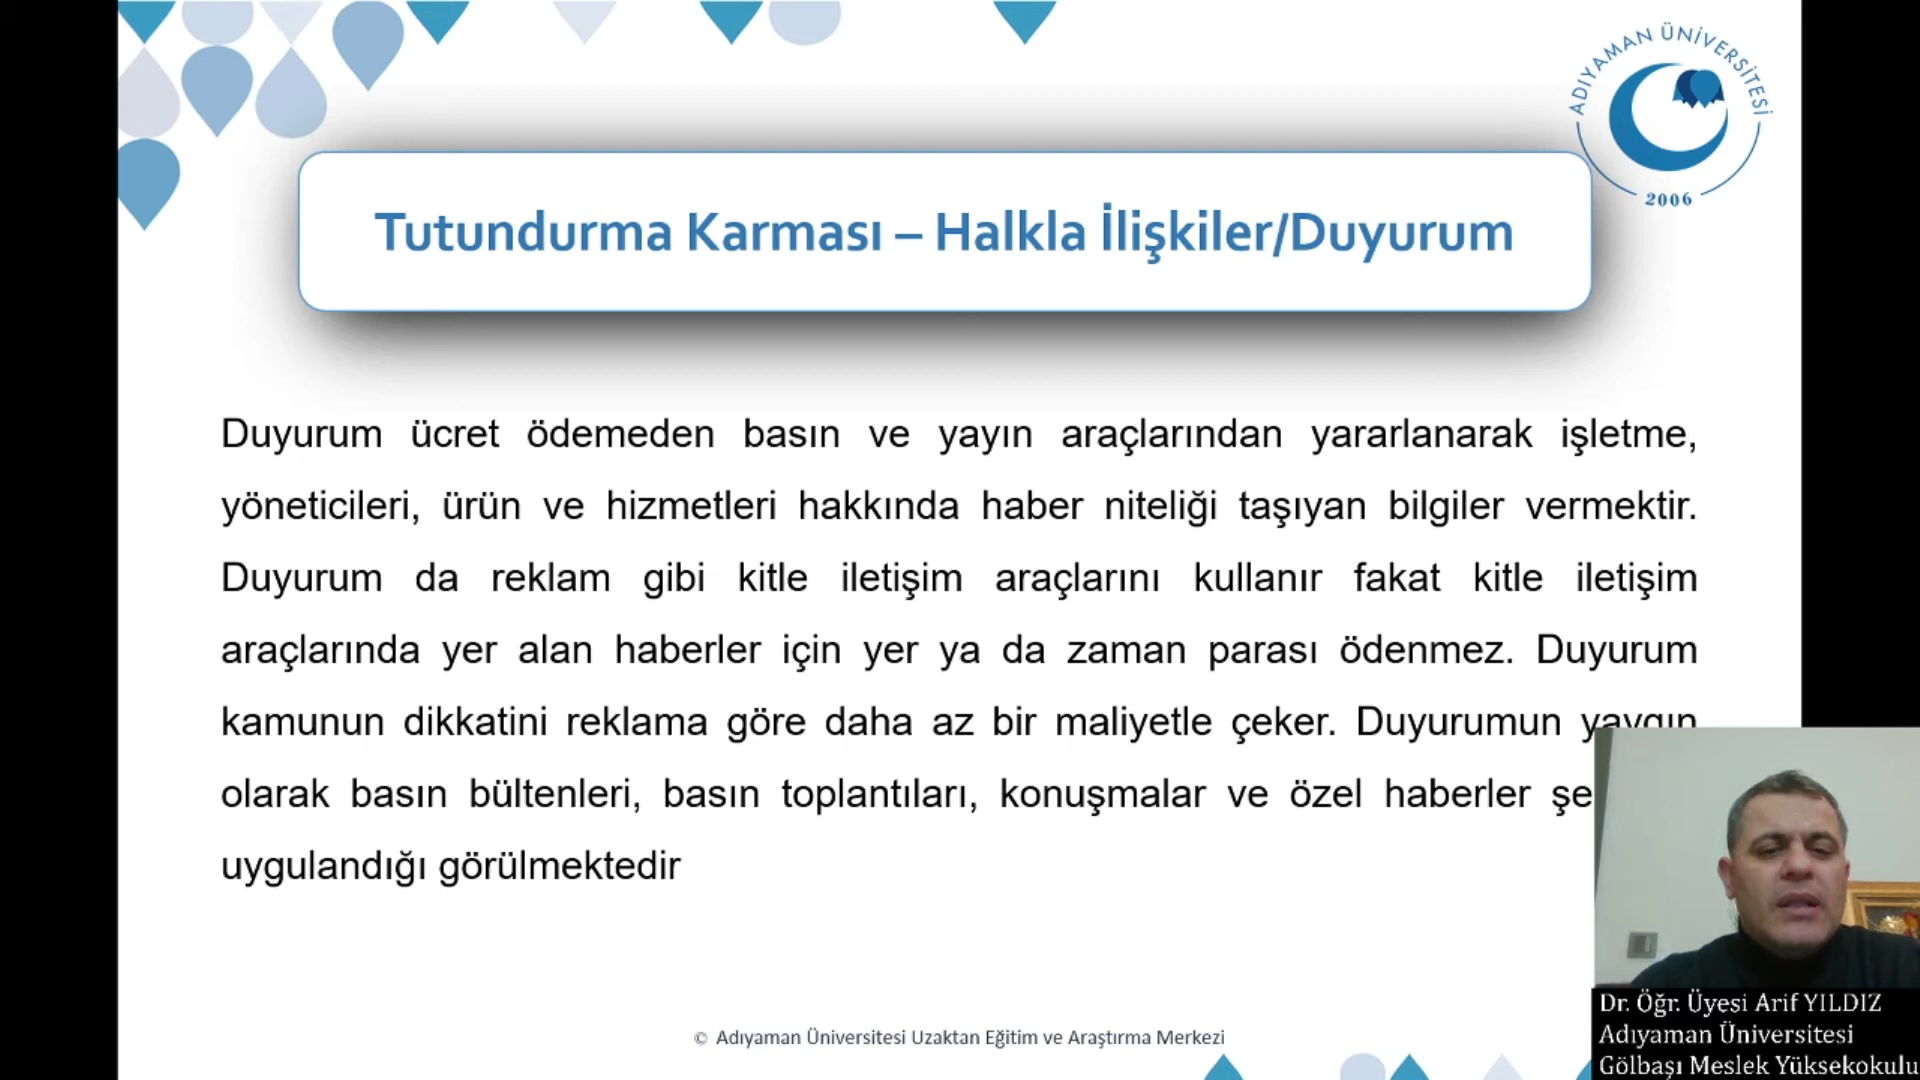 ADIYAMAN ÜNİVERSİTESİ
2006
Tutundurma Karması – Halkla İlişkiler/Duyurum
Duyurum ücret ödemeden basın ve yayın araçlarından yararlanarak işletme,
yöneticileri, ürün ve hizmetleri hakkında haber niteliği taşıyan bilgiler vermektir.
Duyurum da reklam gibi kitle iletişim araçlarını kullanır fakat kitle iletişim
araçlarında yer alan haberler için yer ya da zaman parası ödenmez. Duyurum
kamunun dikkatini reklama göre daha az bir maliyetle çeker. Duyurumun yaygın
olarak basın bültenleri, basın toplantıları, konuşmalar ve özel haberler
uygulandığı görülmektedir
© Adıyaman Üniversitesi Uzaktan Eğitim ve Araştırma Merkezi
Dr. Öğr. Üyesi Arif YILDIZ
Adıyaman Üniversitesi
Gölbaşı Meslek Yüksekokulu